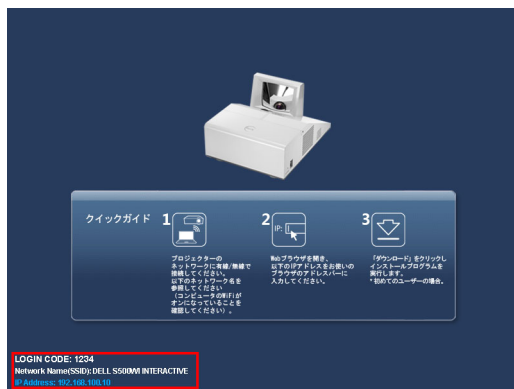 クイックガイド
1
プロジェクターの
ネットワークに有線/無線で
接続してください。
以下のネットワーク名を
参照してください
(コンピュータのWiFiが
オンになっていることを
確認してください)。
2
IP:
Webブラウザを開き、
以下のIPアドレスをお使いの
ブラウザのアドレスバーに
入力してください。
3
「ダウンロード」をクリックし
インストールプログラムを
実行します。
*初めてのユーザーの場合。
LOGIN CODE: 1234
Network Name(SSID): DELL S500WI INTERACTIVE
IP Address: 192.168.100.10